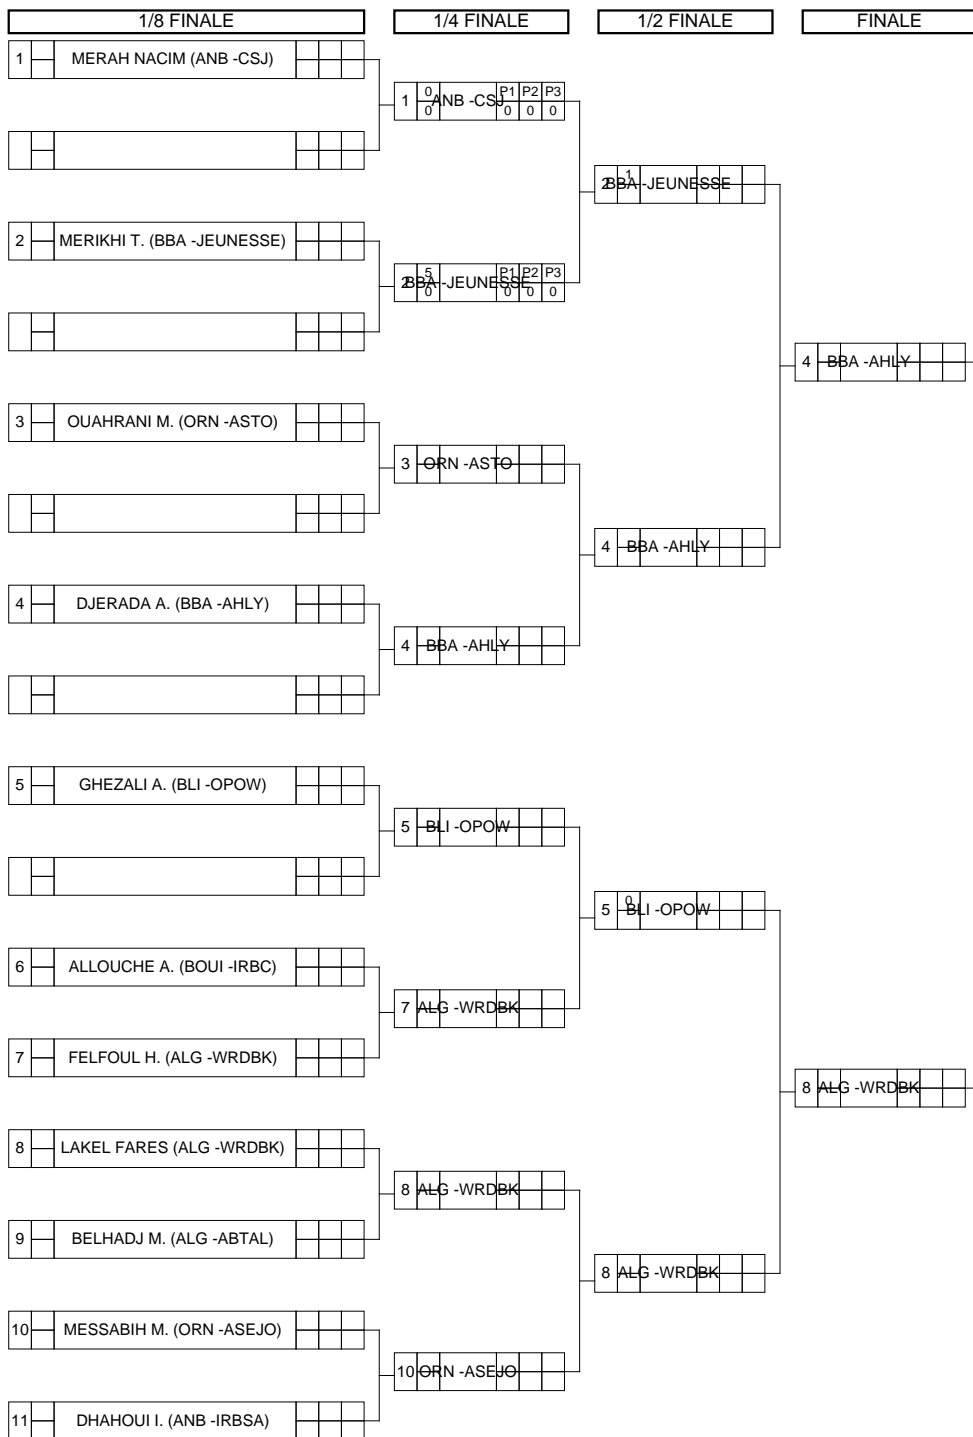 1/8 FINALE 1/4 FINALE 1/2 FINALE FINALE
1 MERAH NACIM (ANB -CSJ)
1 0 0 ANB -CSJ P1 P2 P3 0 0 0
2 1 BBA -JEUNESSE
2 MERIKHI T. (BBA -JEUNESSE)
2 5 0 BBA -JEUNESSE P1 P2 P3 0 0 0
4 BBA -AHLY
3 OUAHRANI M. (ORN -ASTO)
3 ORN -ASTO
4 BBA -AHLY
4 DJERADA A. (BBA -AHLY)
4 BBA -AHLY
5 GHEZALI A. (BLI -OPOW)
5 BLI -OPOW
5 0 BLI -OPOW
6 ALLOUCHE A. (BOUI -IRBC)
7 ALG -WRDBK
7 FELFOUL H. (ALG -WRDBK)
8 ALG -WRDBK
8 LAKEL FARES (ALG -WRDBK)
8 ALG -WRDBK
9 BELHADJ M. (ALG -ABTAL)
8 ALG -WRDBK
10 MESSABIH M. (ORN -ASEJO)
10 ORN -ASEJO
11 DHAHOUI I. (ANB -IRBSA)